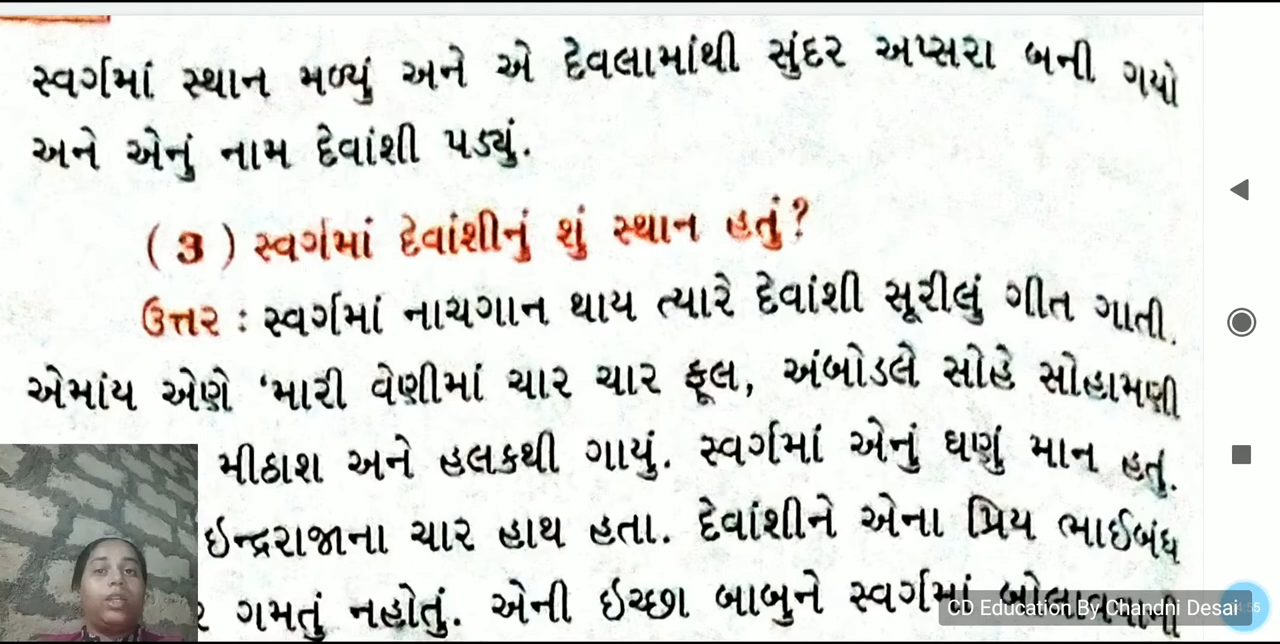 સ્વર્ગમાં સ્થાન મળ્યું અને એ દેવલામાંથી સુંદર અપ્સરા બની ગયો
અને એનું નામ દેવાંશી પડ્યું.
( ૩ ) સ્વર્ગમાં દેવાંશીનું શું સ્થાન હતું?
ઉત્તર : સ્વર્ગમાં નાચગાન થાય ત્યારે દેવાંશી સૂરીલું ગીત ગાતી.
એમાંય એણે ‘મારી વેણીમાં ચાર ચાર ફૂલ, અંબોડલે સોહે સોહામણી
મીઠાશ અને હલકથી ગાયું. સ્વર્ગમાં એનું ઘણું માન હતું.
ઇન્દ્રરાજાના ચાર હાથ હતા. દેવાંશીને એના પ્રિય ભાઈબંધ
ગમતું નહોતું. એની ઇચ્છા બાબુને સ્વર્ગમાં બોલાવવાની
CD Education By Chandni Desai